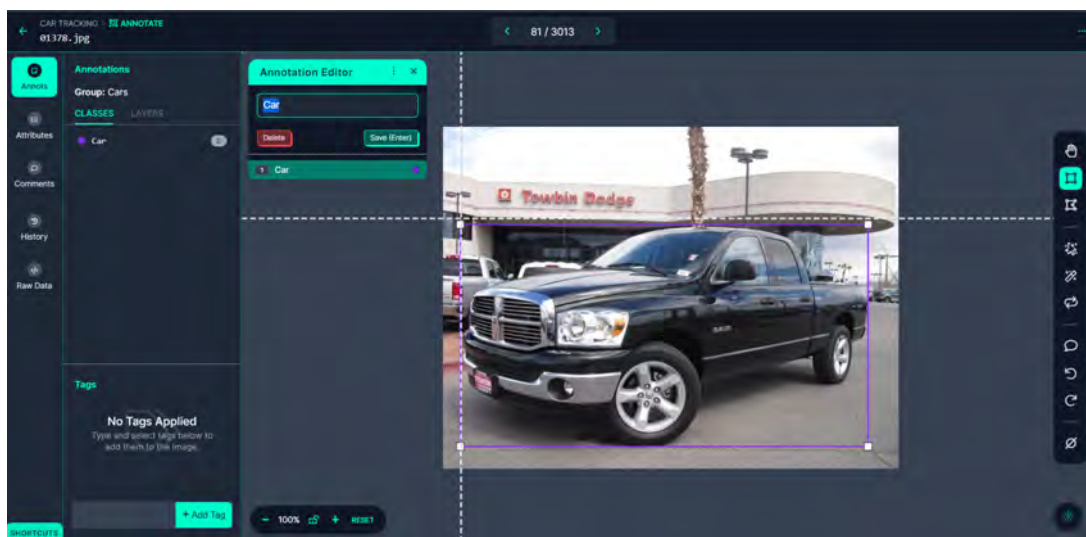 CAR TRACKING > ANNOTATE
01378.jpg
81 / 3013
Annots
Attributes
Comments
History
Raw Data
Annotations
Group: Cars
CLASSES LAYERS
Car
Tags
No Tags Applied
Type and select tags below to
add them to the image.
+ Add Tag
SHORTCUTS
Annotation Editor
Car
Delete Save (Enter)
1 Car
- 100% + RESET
Towbin Dodge